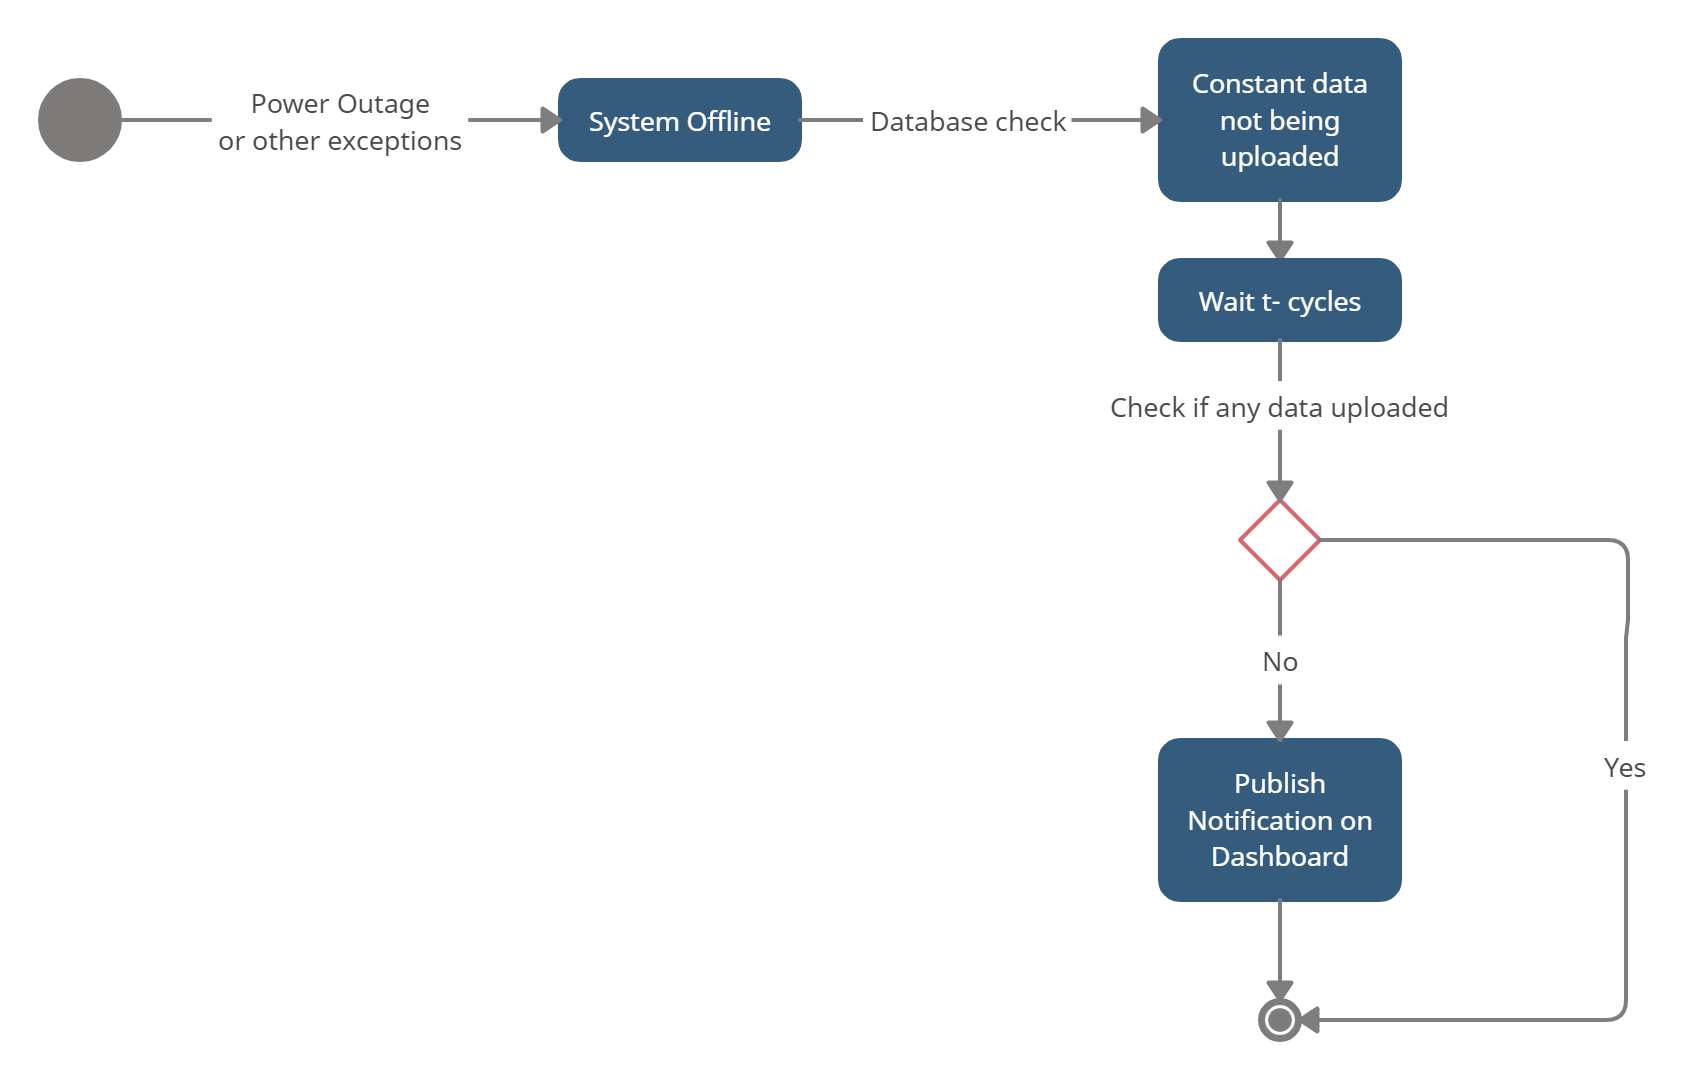 Power Outage
or other exceptions
System Offline
Database check
Constant data
not being
uploaded
Wait t- cycles
Check if any data uploaded
No
Yes
Publish
Notification on
Dashboard